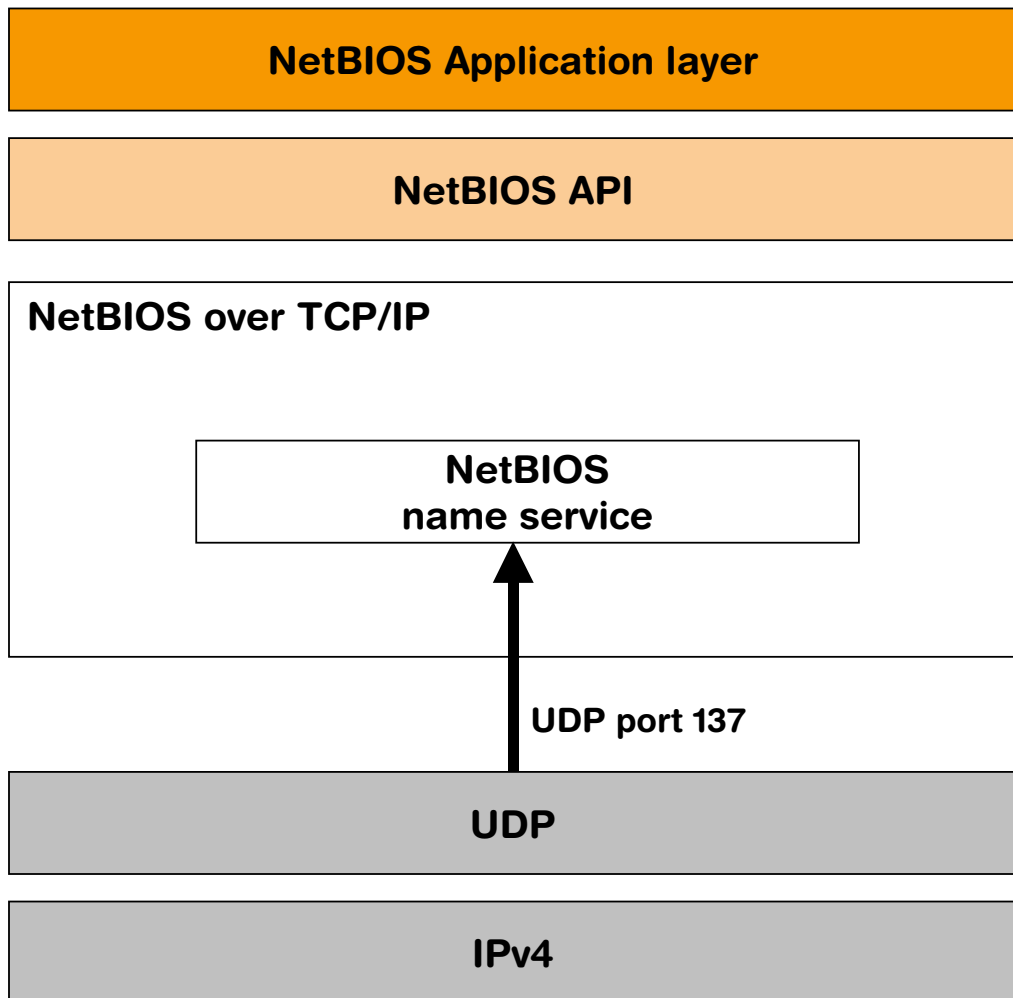 NetBIOS Application layer
NetBIOS API
NetBIOS over TCP/IP
NetBIOS
name service
UDP port 137
UDP
IPv4